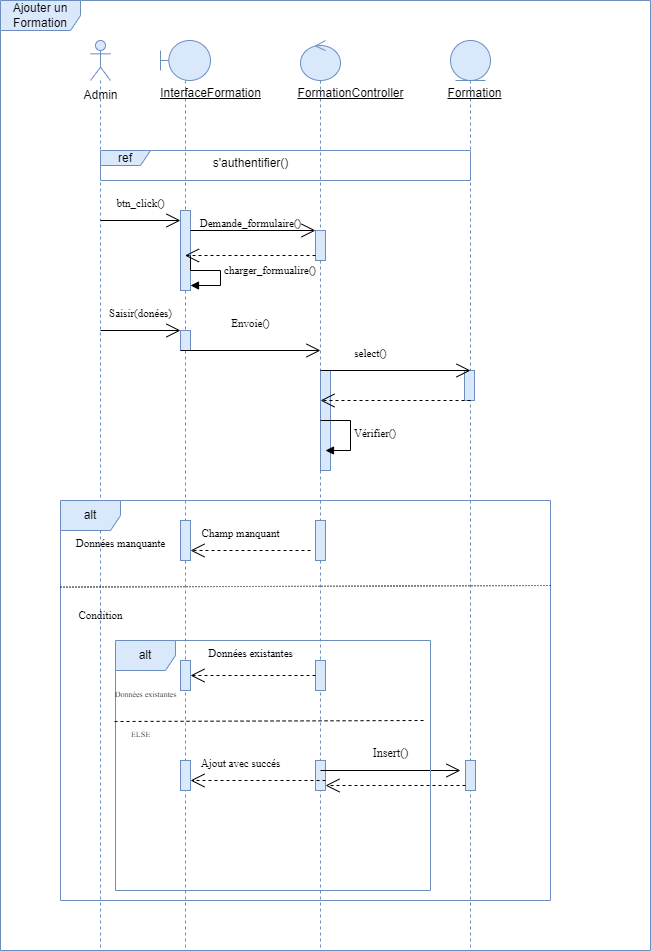 Ajouter un
Formation
Admin
InterfaceFormation
FormationController
Formation
ref
s'authentifier()
btn_click()
Demande_formulaire()
charger_formualire()
Saisir(donées)
Envoie()
select()
Vérifier()
alt
Données manquante
Champ manquant
Condition
alt
Données existantes
Données existantes
ELSE
Insert()
Ajout avec succés